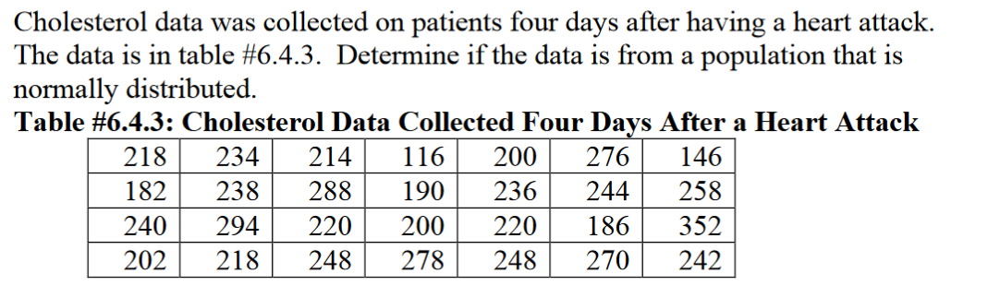 Cholesterol data was collected on patients four days after having a heart attack.
The data is in table #6.4.3.  Determine if the data is from a population that is
normally distributed.
Table #6.4.3: Cholesterol Data Collected Four Days After a Heart Attack
218 234 214 116 200 276 146
182 238 288 190 236 244 258
240 294 220 200 220 186 352
202 218 248 278 248 270 242